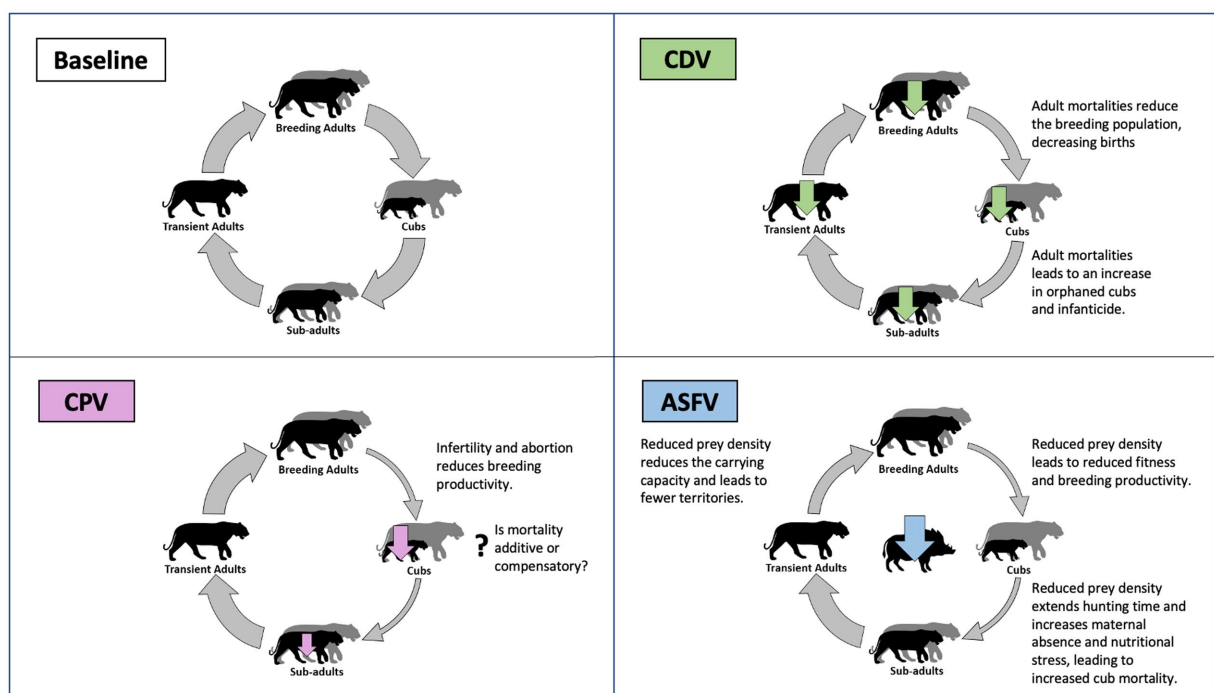 Baseline
Breeding Adults
Transient Adults
Cubs
Sub-adults
CDV
Breeding Adults
Adult mortalities reduce
the breeding population,
decreasing births
Transient Adults
Cubs
Adult mortalities
leads to an increase
in orphaned cubs
and infanticide.
Sub-adults
CPV
Breeding Adults
Infertility and abortion
reduces breeding
productivity.
Transient Adults
Cubs
?
Is mortality
additive or
compensatory?
Sub-adults
ASFV
Reduced prey density
reduces the carrying
capacity and leads to
fewer territories.
Breeding Adults
Reduced prey density
leads to reduced fitness
and breeding productivity.
Transient Adults
Cubs
Reduced prey density
extends hunting time and
increases maternal
absence and nutritional
stress, leading to
increased cub mortality.
Sub-adults